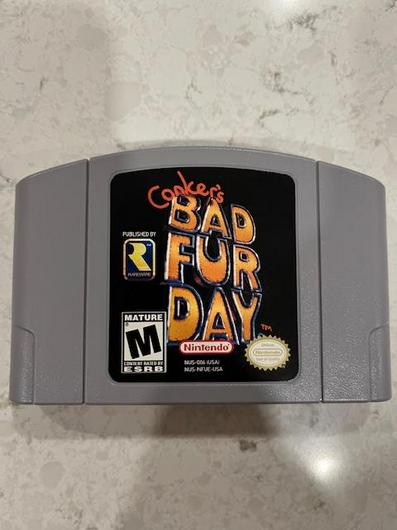 Conker's
BAD
FUR
DAY
TM
PUBLISHED BY
R
RAREWARE
MATURE
M
CONTENT RATED BY
ESRB
Nintendo
NUS-006 (USA)
NUS-NFUE-USA
Nintendo